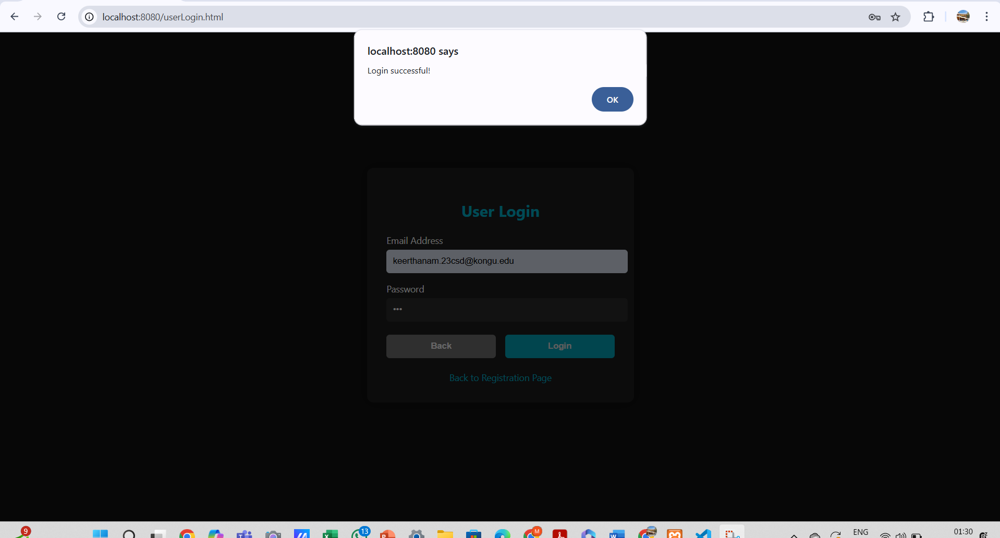 localhost:8080/userLogin.html
localhost:8080 says
Login successful!
OK
User Login
Email Address
keerthanam.23csd@kongu.edu
Password
•••
Back
Login
Back to Registration Page
9
13
M
ENG
01:30